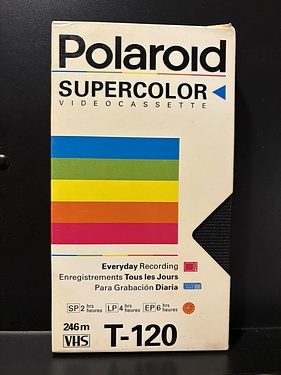 Polaroid
SUPERCOLOR
VIDEOCASSETTE
Everyday Recording
Enregistrements Tous les Jours
Para Grabación Diaria
SP 2 hrs heures LP 4 hrs heures EP 6 hrs heures
246 m
VHS T-120